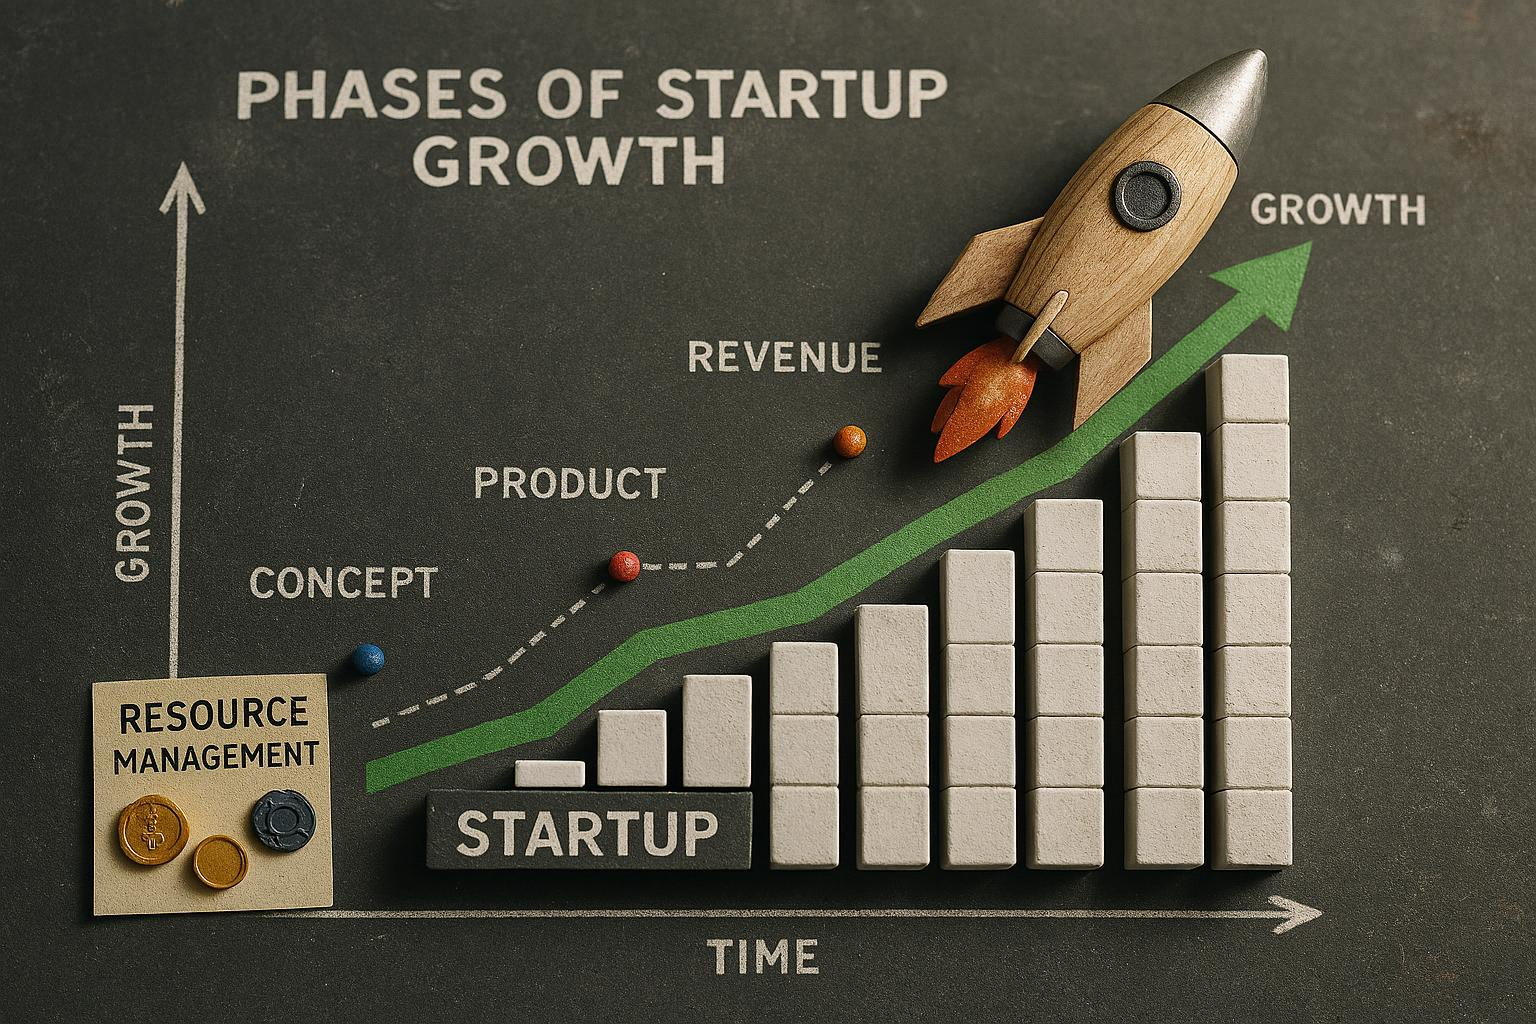 PHASES OF STARTUP
GROWTH
GROWTH
REVENUE
PRODUCT
CONCEPT
GROWTH
RESOURCE
MANAGEMENT
STARTUP
TIME